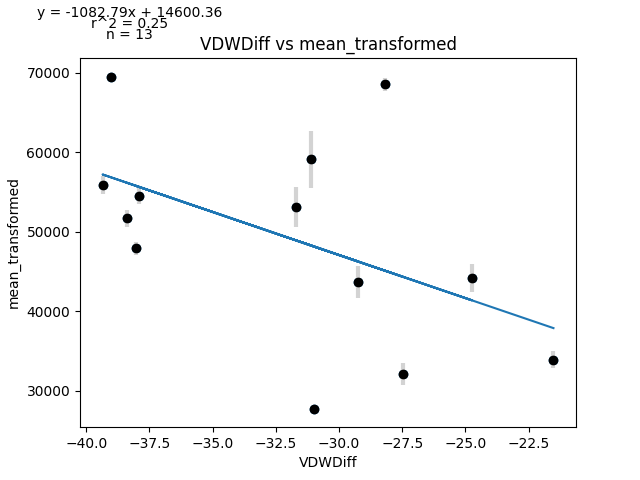 y = -1082.79x + 14600.36
r^2 = 0.25
n = 13
VDWDiff vs mean_transformed
70000
60000
50000
40000
30000
mean_transformed
−40.0 −37.5 −35.0 −32.5 −30.0 −27.5 −25.0 −22.5
VDWDiff